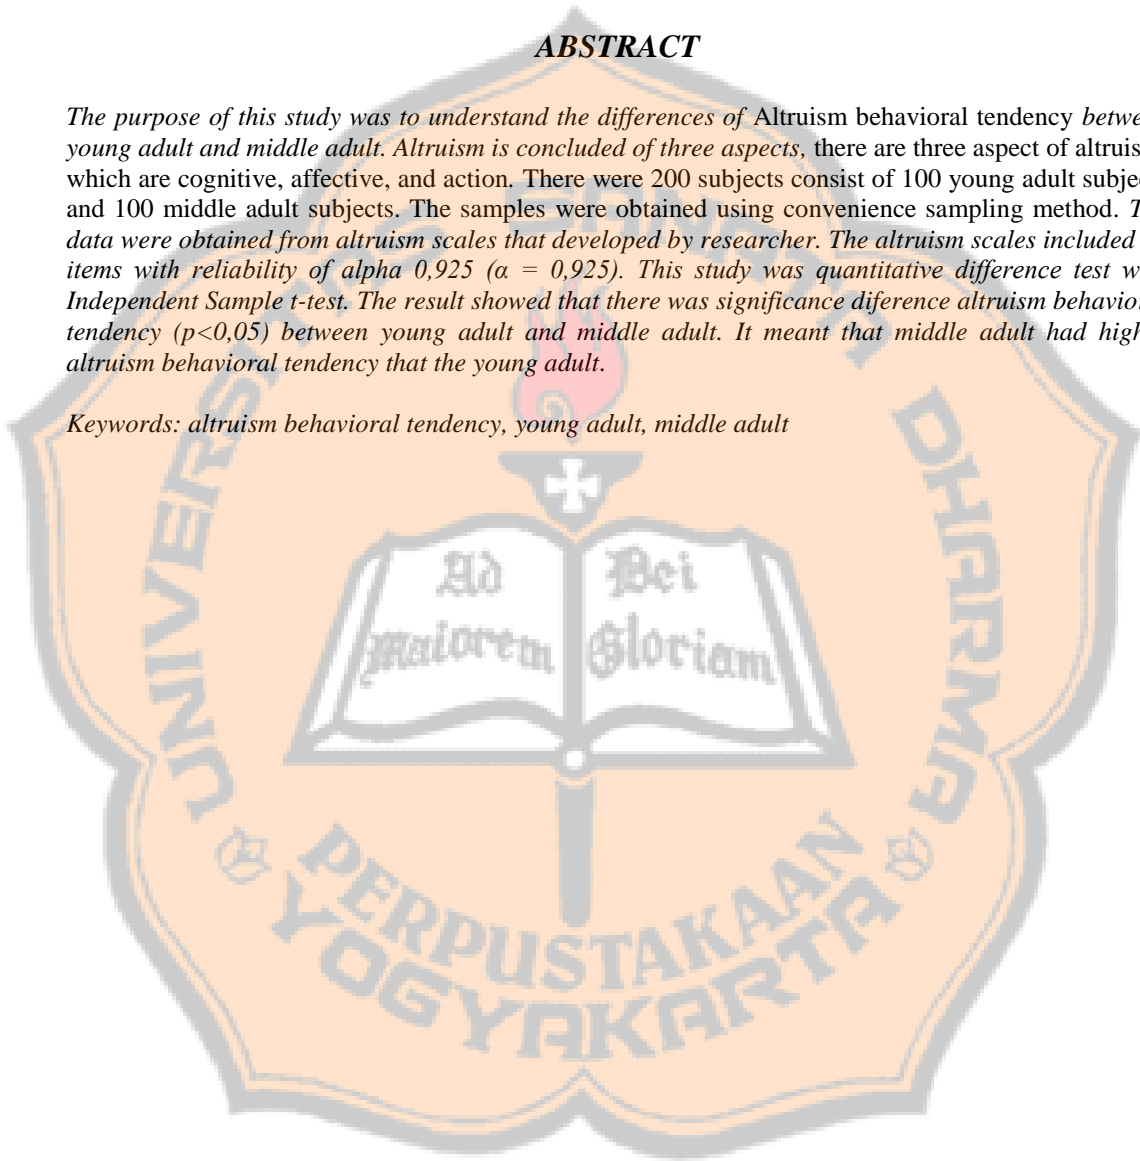 ABSTRACT
The purpose of this study was to understand the differences of Altruism behavioral tendency
young adult and middle adult. Altruism is concluded of three aspects, there are three aspect of
which are cognitive, affective, and action. There were 200 subjects consist of 100 young adult
and 100 middle adult subjects. The samples were obtained using convenience sampling method.
data were obtained from altruism scales that developed by researcher. The altruism scales included
items with reliability of alpha 0,925 (α = 0,925). This study was quantitative difference test
Independent Sample t-test. The result showed that there was significance diference altruism
tendency (p<0,05) between young adult and middle adult. It meant that middle adult had
altruism behavioral tendency that the young adult.
Keywords: altruism behavioral tendency, young adult, middle adult
UNIVERSITAS SANATA DHARMA
Ad Dei
maiorem Gloriam
PERPUSTAKAAN
YOGYAKARTA